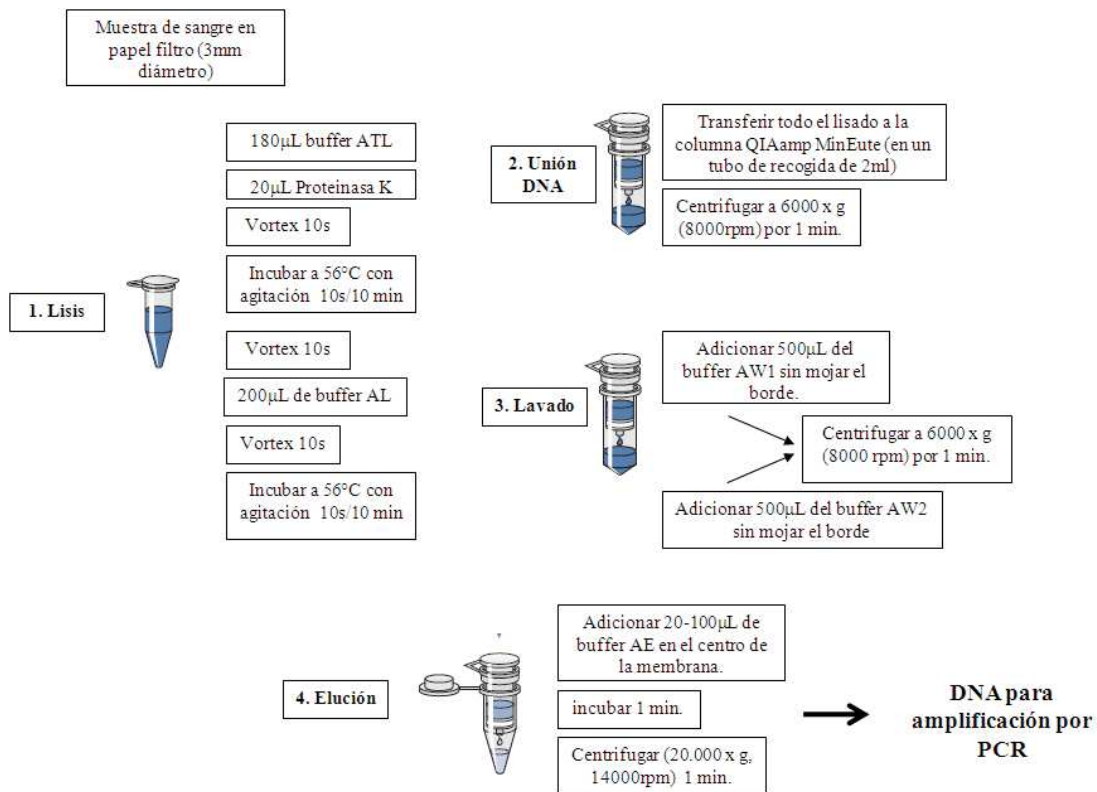 Muestra de sangre en
papel filtro (3mm
diámetro)
1. Lisis
180µL buffer ATL
20µL Proteinasa K
Vortex 10s
Incubar a 56°C con
agitación 10s/10 min
Vortex 10s
200µL de buffer AL
Vortex 10s
Incubar a 56°C con
agitación 10s/10 min
2. Unión
DNA
Transferir todo el lisado a la
columna QIAamp MinEute (en un
tubo de recogida de 2ml)
Centrifugar a 6000 x g
(8000rpm) por 1 min.
3. Lavado
Adicionar 500µL del
buffer AW1 sin mojar el
borde.
Centrifugar a 6000 x g
(8000 rpm) por 1 min.
Adicionar 500µL del buffer AW2
sin mojar el borde
4. Elución
Adicionar 20-100µL de
buffer AE en el centro de
la membrana.
incubar 1 min.
Centrifugar (20.000 x g,
14000rpm) 1 min.
DNA para
amplificación por
PCR